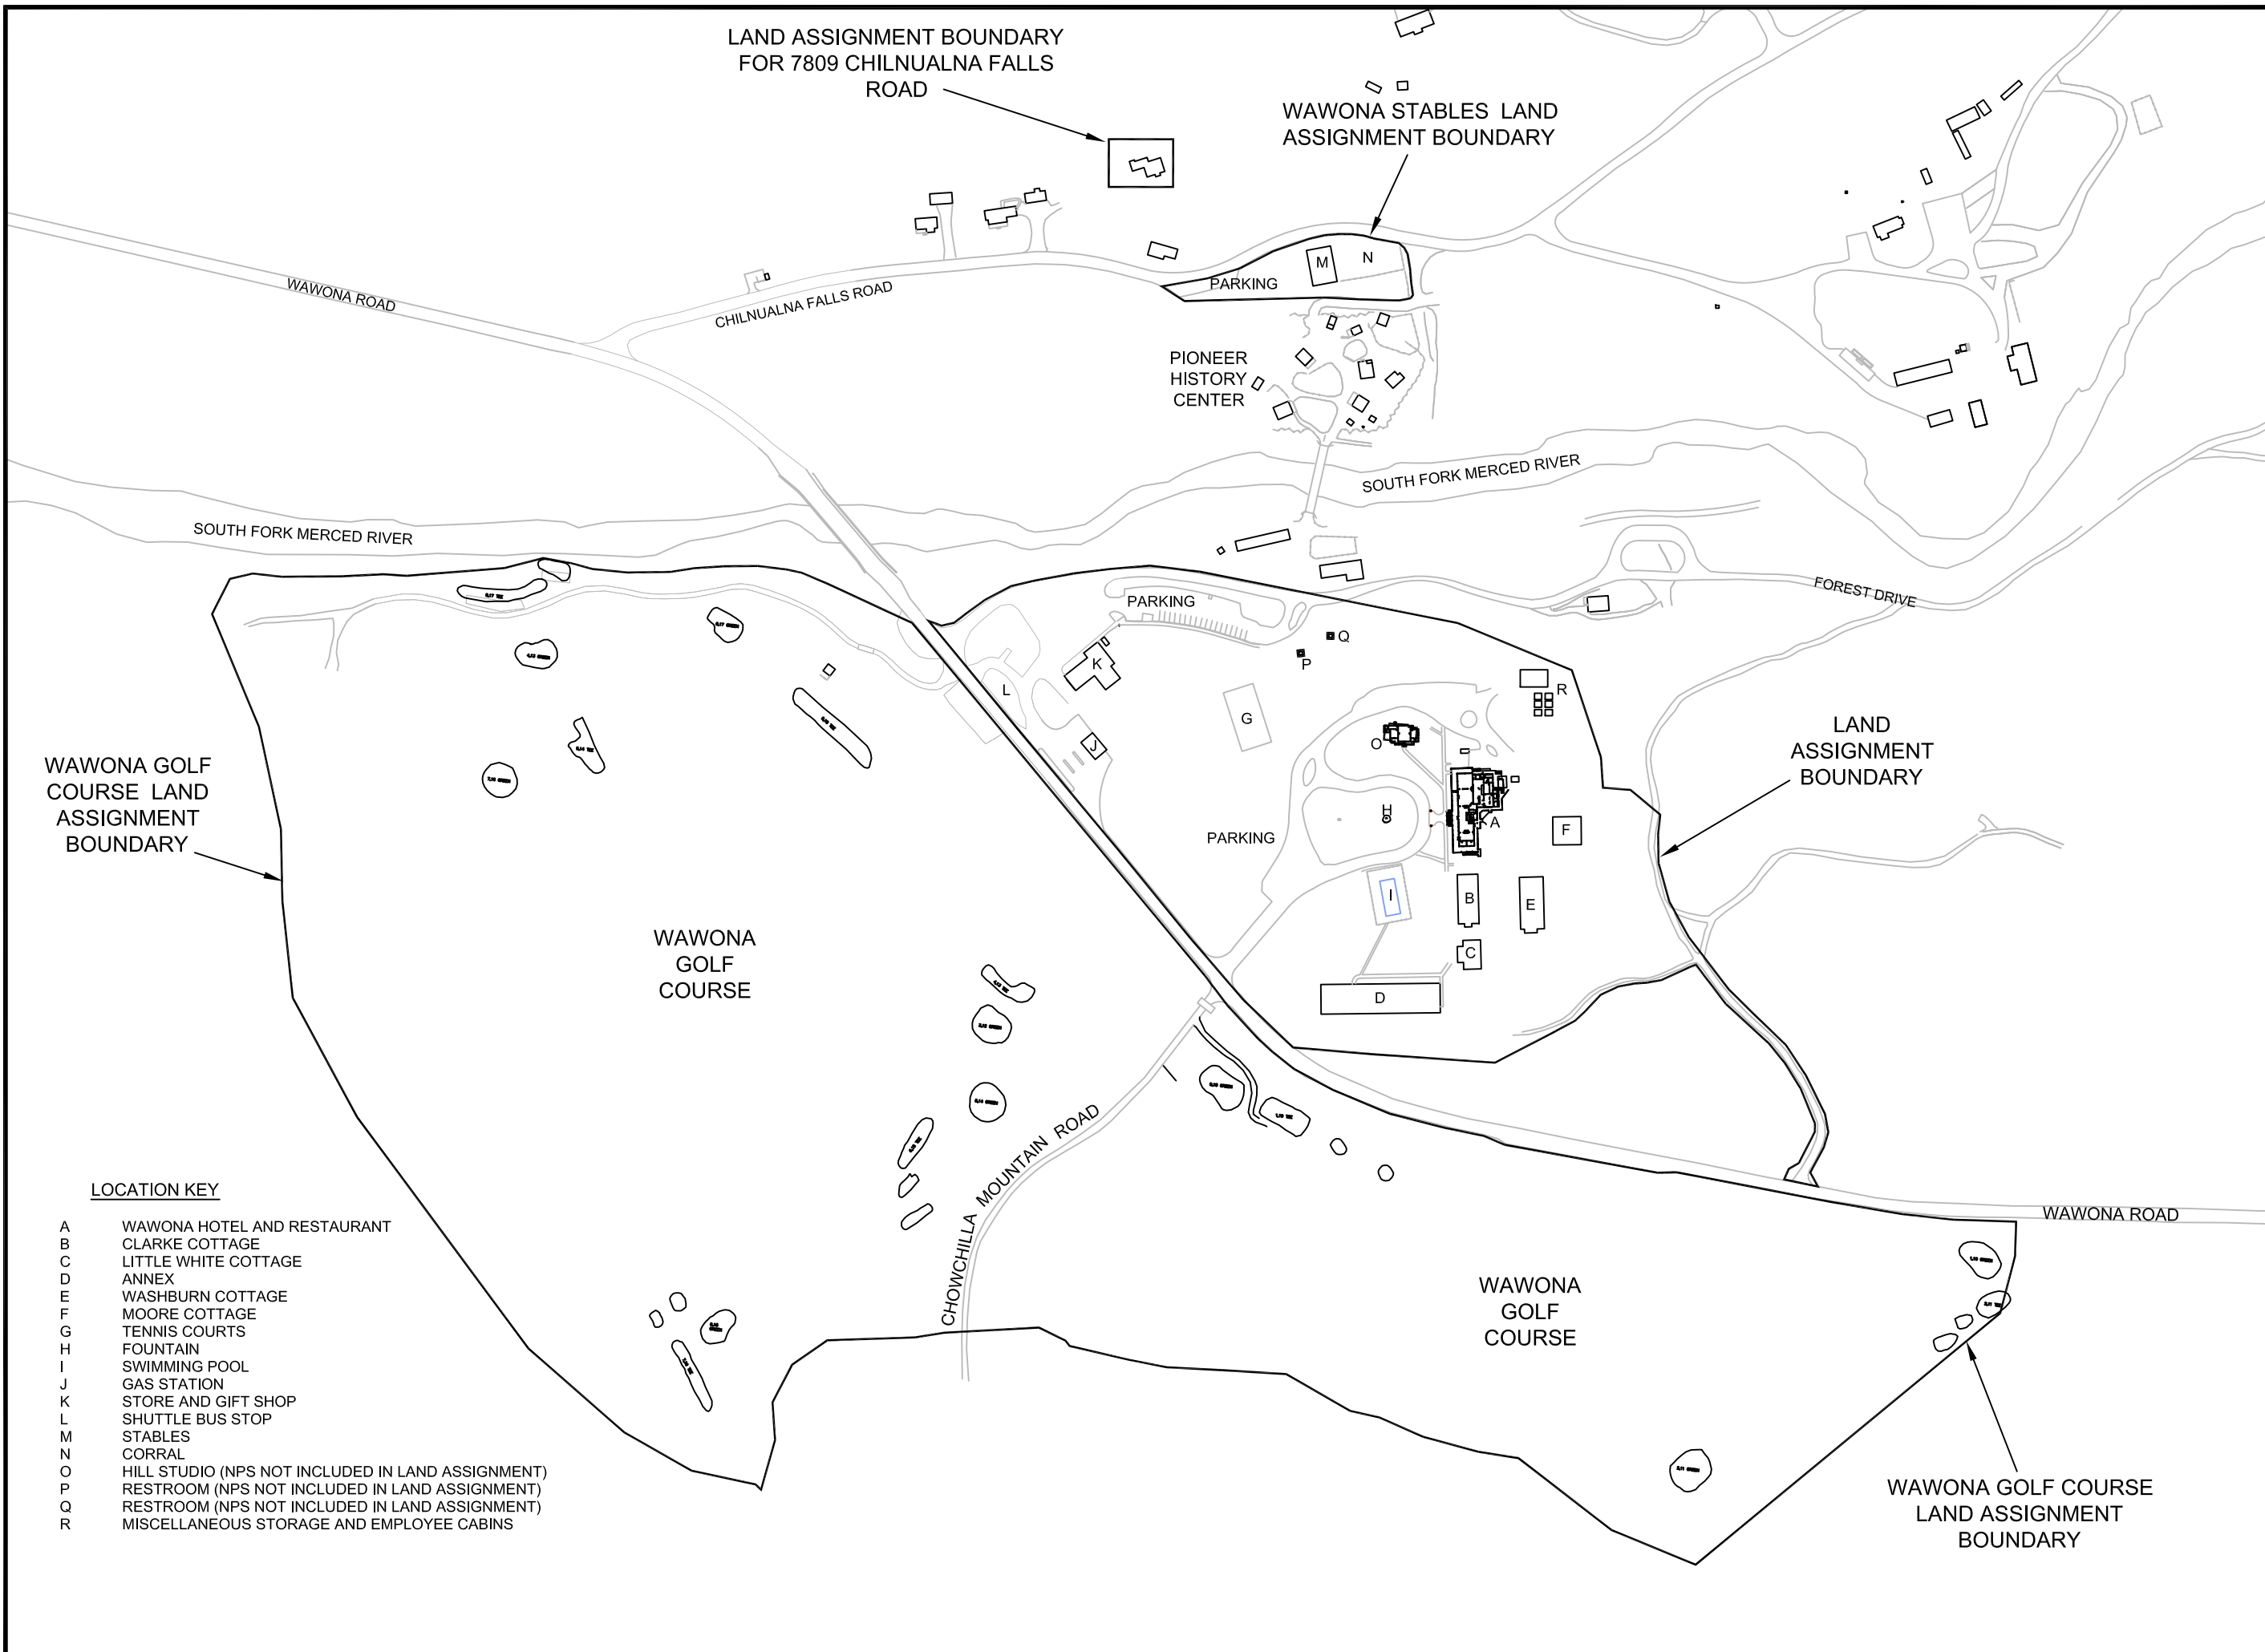 LAND ASSIGNMENT BOUNDARY
FOR 7809 CHILNUALNA FALLS
ROAD
WAWONA STABLES LAND
ASSIGNMENT BOUNDARY
M
N
PARKING
WAWONA ROAD
CHILNUALNA FALLS ROAD
PIONEER
HISTORY
CENTER
SOUTH FORK MERCED RIVER
SOUTH FORK MERCED RIVER
FOREST DRIVE
PARKING
Q
P
K
L
R
G
J
O
H
A
F
PARKING
I
B
E
C
D
LAND
ASSIGNMENT
BOUNDARY
WAWONA GOLF
COURSE LAND
ASSIGNMENT
BOUNDARY
WAWONA
GOLF
COURSE
CHOWCHILLA MOUNTAIN ROAD
WAWONA ROAD
WAWONA
GOLF
COURSE
WAWONA GOLF COURSE
LAND ASSIGNMENT
BOUNDARY
LOCATION KEY
A WAWONA HOTEL AND RESTAURANT
B CLARKE COTTAGE
C LITTLE WHITE COTTAGE
D ANNEX
E WASHBURN COTTAGE
F MOORE COTTAGE
G TENNIS COURTS
H FOUNTAIN
I SWIMMING POOL
J GAS STATION
K STORE AND GIFT SHOP
L SHUTTLE BUS STOP
M STABLES
N CORRAL
O HILL STUDIO (NPS NOT INCLUDED IN LAND ASSIGNMENT)
P RESTROOM (NPS NOT INCLUDED IN LAND ASSIGNMENT)
Q RESTROOM (NPS NOT INCLUDED IN LAND ASSIGNMENT)
R MISCELLANEOUS STORAGE AND EMPLOYEE CABINS